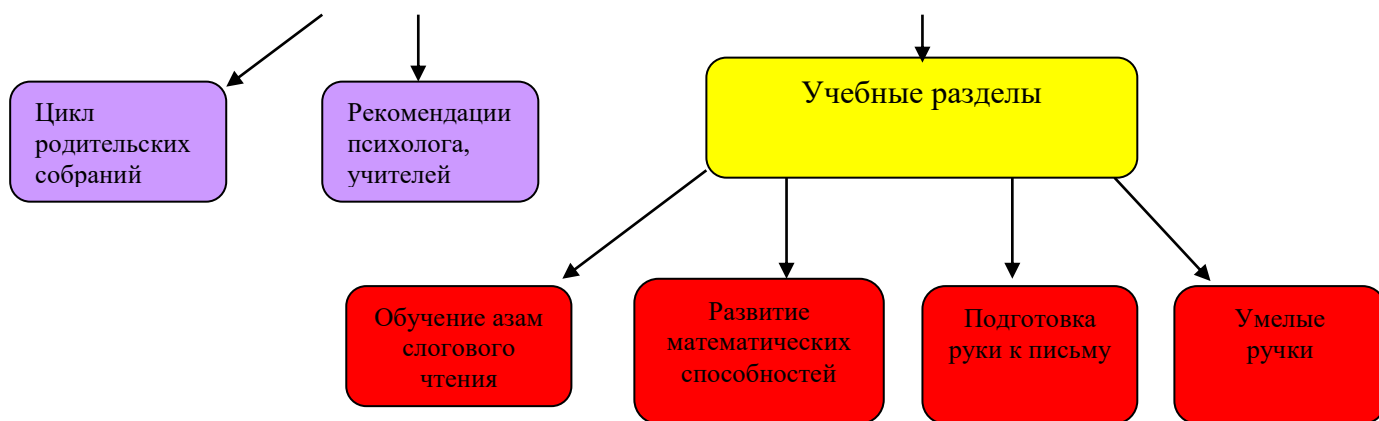 Цикл
родительских
собраний
Рекомендации
психолога,
учителей
Учебные разделы
Обучение азам
слогового
чтения
Развитие
математических
способностей
Подготовка
руки к письму
Умелые
ручки